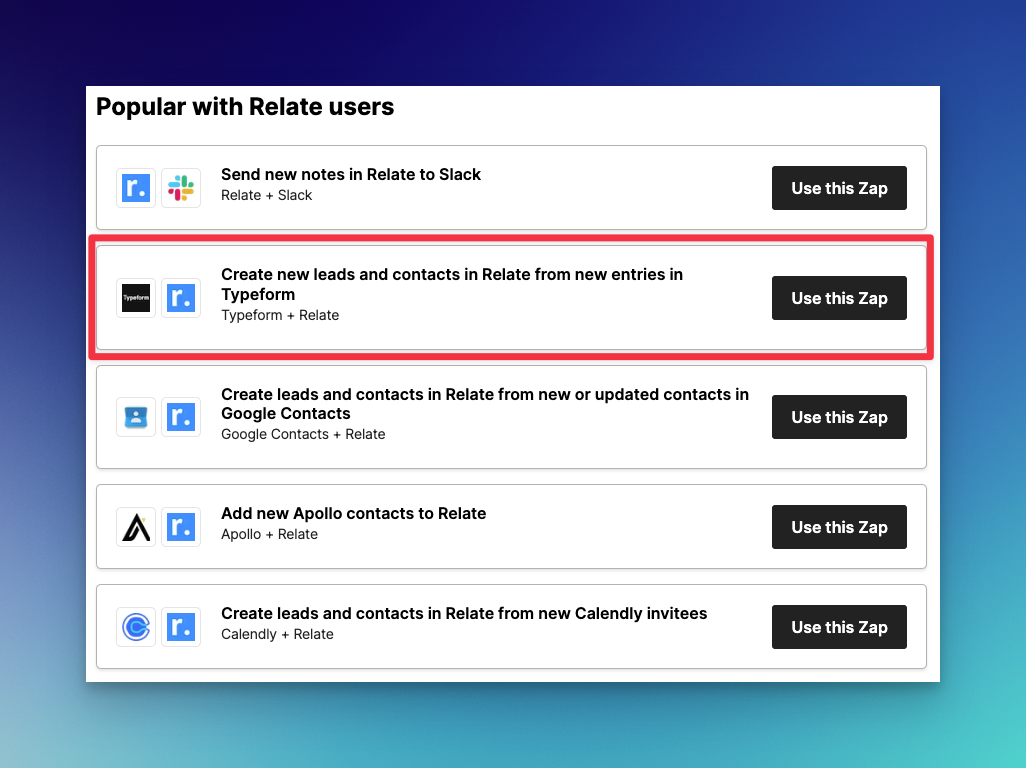 Popular with Relate users
r.
Send new notes in Relate to Slack
Relate + Slack
Use this Zap
Typeform
r.
Create new leads and contacts in Relate from new entries in
Typeform
Typeform + Relate
Use this Zap
r.
Create leads and contacts in Relate from new or updated contacts in
Google Contacts
Google Contacts + Relate
Use this Zap
r.
Add new Apollo contacts to Relate
Apollo + Relate
Use this Zap
r.
Create leads and contacts in Relate from new Calendly invitees
Calendly + Relate
Use this Zap